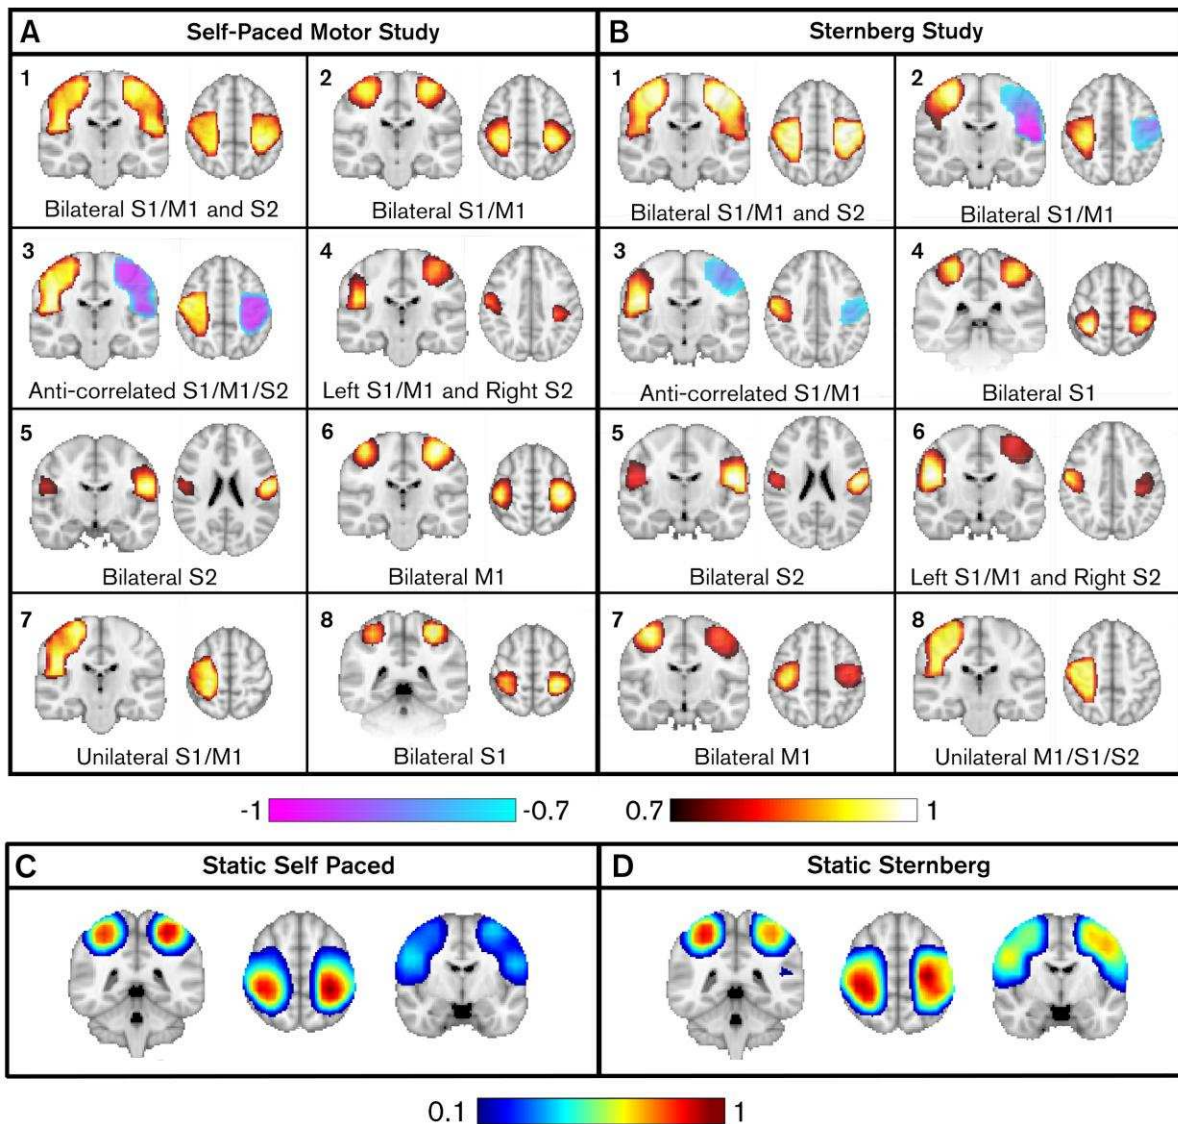 A Self-Paced Motor Study
B Sternberg Study
1
Bilateral S1/M1 and S2
2
Bilateral S1/M1
1
Bilateral S1/M1 and S2
2
Bilateral S1/M1
3
Anti-correlated S1/M1/S2
4
Left S1/M1 and Right S2
3
Anti-correlated S1/M1
4
Bilateral S1
5
Bilateral S2
6
Bilateral M1
5
Bilateral S2
6
Left S1/M1 and Right S2
7
Unilateral S1/M1
8
Bilateral S1
7
Bilateral M1
8
Unilateral M1/S1/S2
-1 -0.7 0.7 1
C Static Self Paced
D Static Sternberg
0.1 1